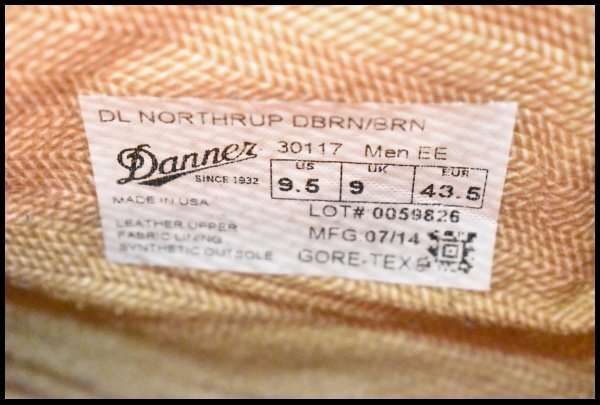 DL NORTHRUP DBRN/BRN
Danner 30117 Men EE
SINCE 1932
US UK EUR
9.5 9 43.5
MADE IN USA
LOT# 0059826
LEATHER UPPER
FABRIC LINING
SYNTHETIC OUTSOLE
MFG 07/14
GORE-TEX®